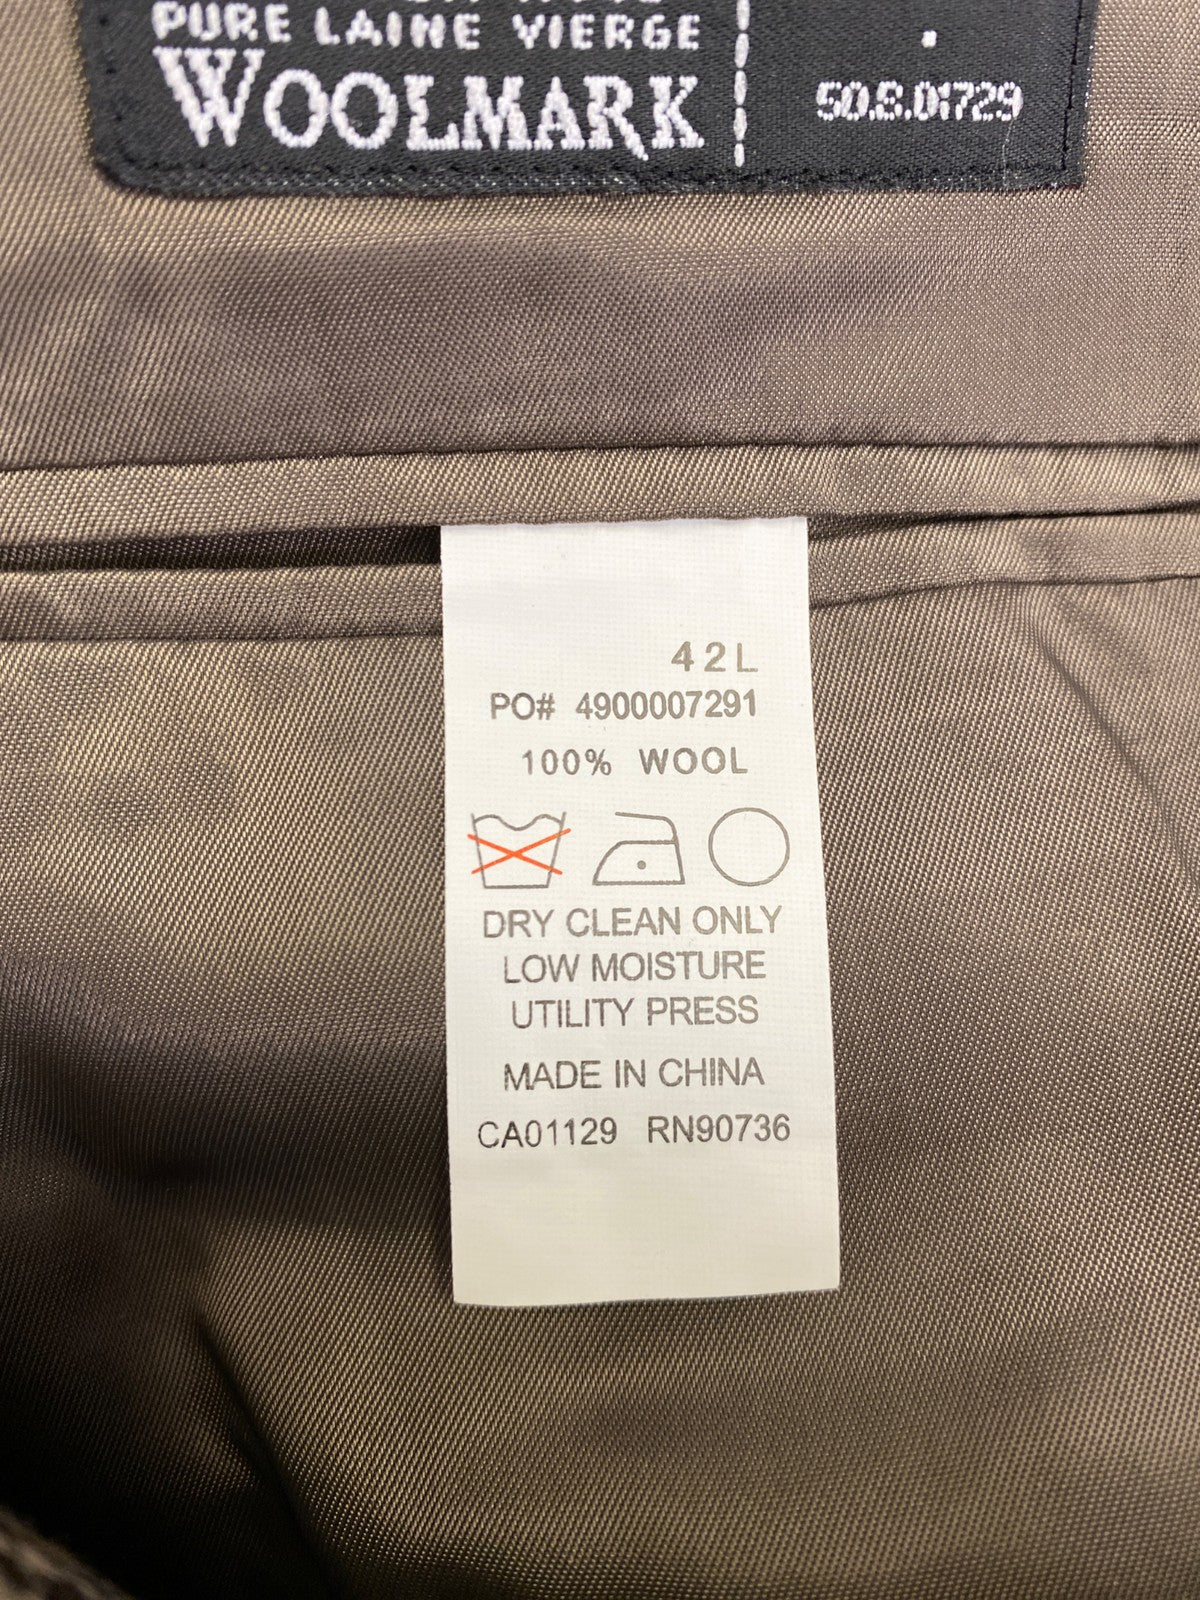 PURE LAINE VIERGE
WOOLMARK
50.8.01729
42L
PO# 4900007291
100% WOOL
DRY CLEAN ONLY
LOW MOISTURE
UTILITY PRESS
MADE IN CHINA
CA01129 RN90736